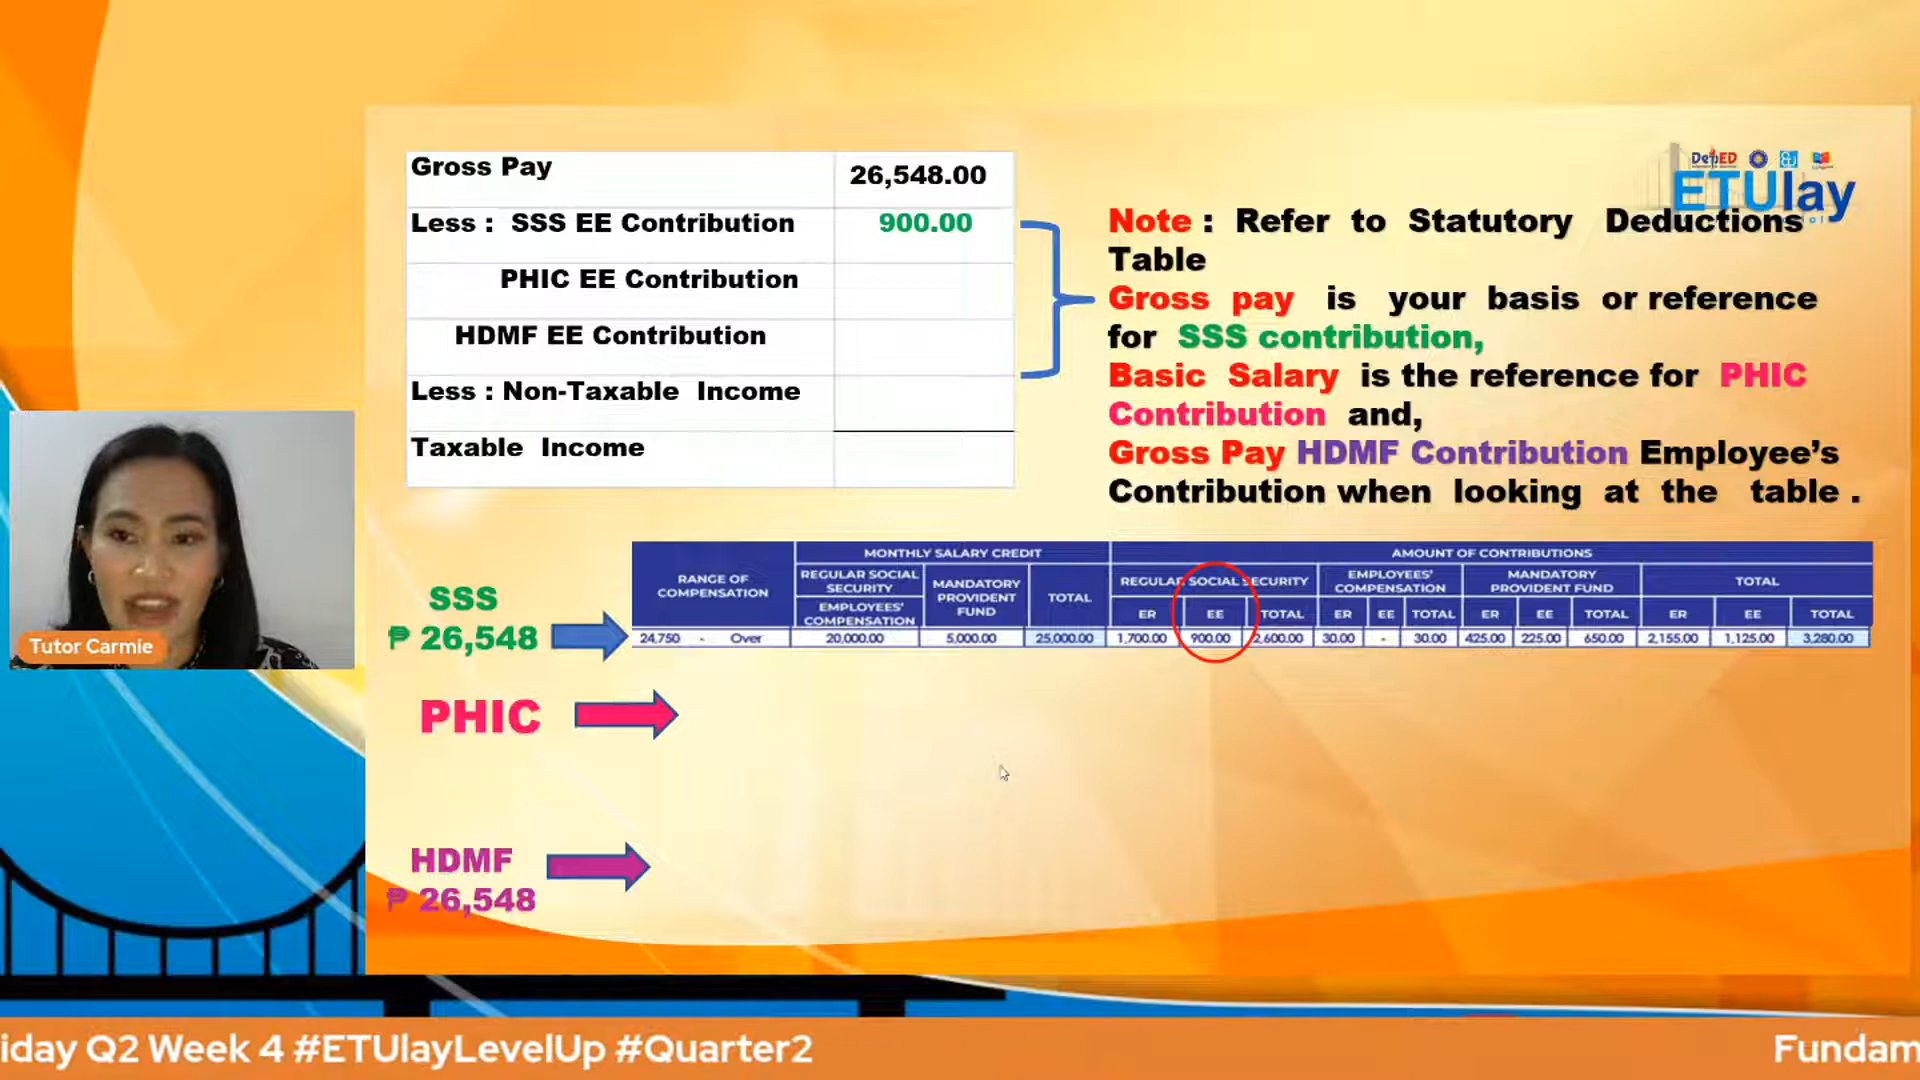 Gross Pay 26,548.00
Less : SSS EE Contribution 900.00
PHIC EE Contribution
HDMF EE Contribution
Less : Non-Taxable Income
Taxable Income
DepED
ETUlay
Note : Refer to Statutory Deductions
Table
Gross pay is your basis or reference
for SSS contribution,
Basic Salary is the reference for PHIC
Contribution and,
Gross Pay HDMF Contribution Employee's
Contribution when looking at the table .
SSS
₱ 26,548
RANGE OF COMPENSATION MONTHLY SALARY CREDIT AMOUNT OF CONTRIBUTIONS
REGULAR SOCIAL SECURITY MANDATORY PROVIDENT FUND TOTAL REGULAR SOCIAL SECURITY EMPLOYEES' COMPENSATION MANDATORY PROVIDENT FUND TOTAL
EMPLOYEES' COMPENSATION ER EE TOTAL ER EE TOTAL ER EE TOTAL ER EE TOTAL
24,750 - Over 20,000.00 5,000.00 25,000.00 1,700.00 900.00 2,600.00 30.00 - 30.00 425.00 225.00 650.00 2,155.00 1,125.00 3,280.00
Tutor Carmie
PHIC
HDMF
₱ 26,548
iday Q2 Week 4 #ETUlayLevelUp #Quarter2
Fundam